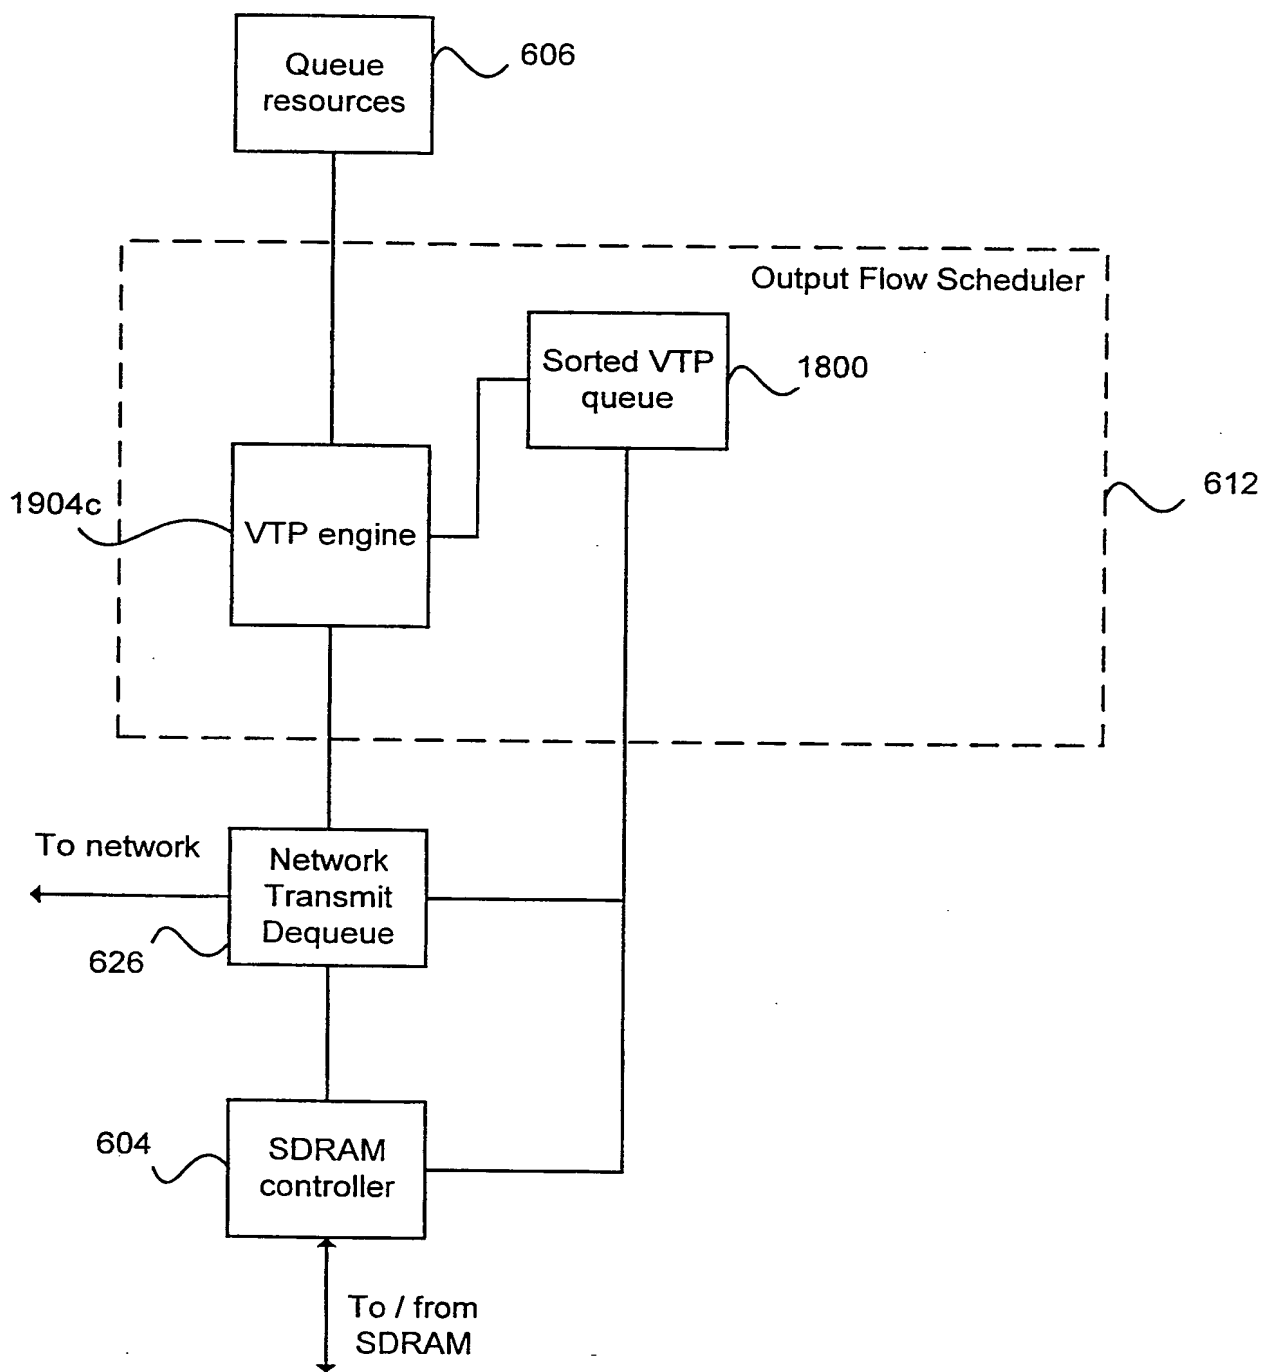 Queue
resources
606
Output Flow Scheduler
Sorted VTP
queue
1800
1904c
VTP engine
612
To network
Network
Transmit
Dequeue
626
604
SDRAM
controller
To / from
SDRAM